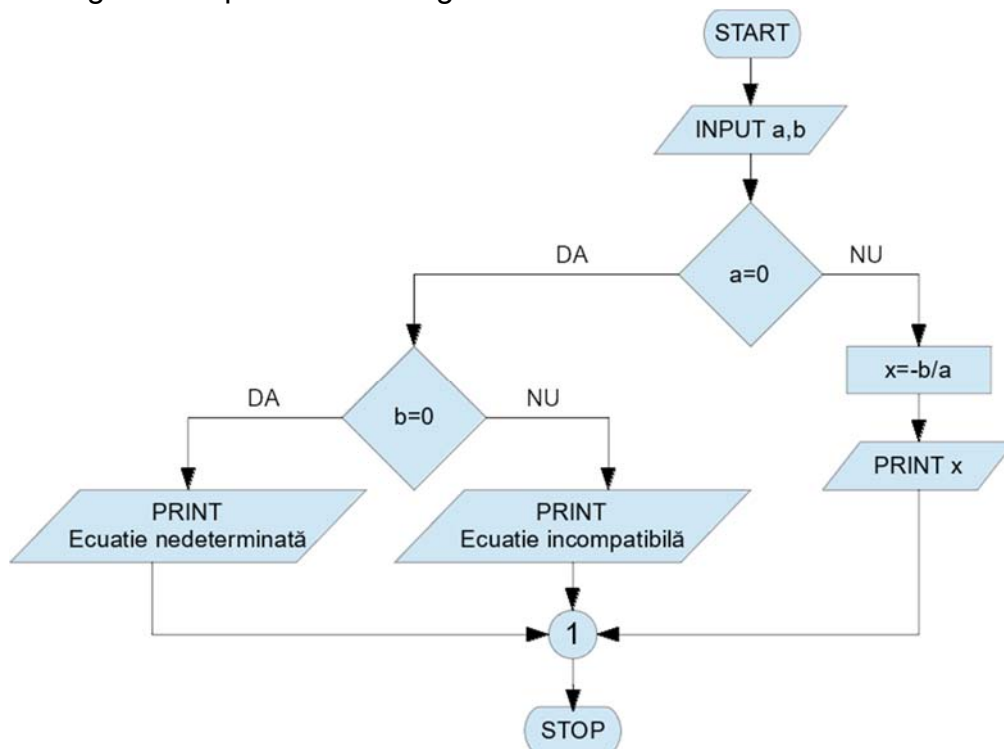 START
INPUT a,b
DA
NU
a=0
x=-b/a
DA
NU
b=0
PRINT x
PRINT
Ecuatie nedeterminată
PRINT
Ecuatie incompatibilă
1
STOP